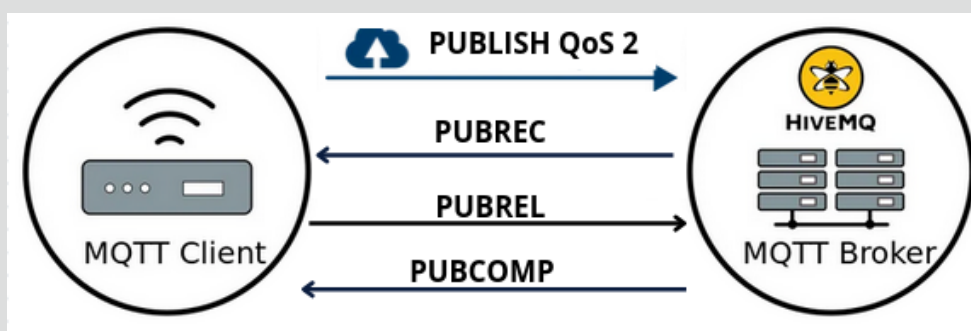 PUBLISH QoS 2
HIVEMQ
PUBREC
PUBREL
MQTT Client
MQTT Broker
PUBCOMP